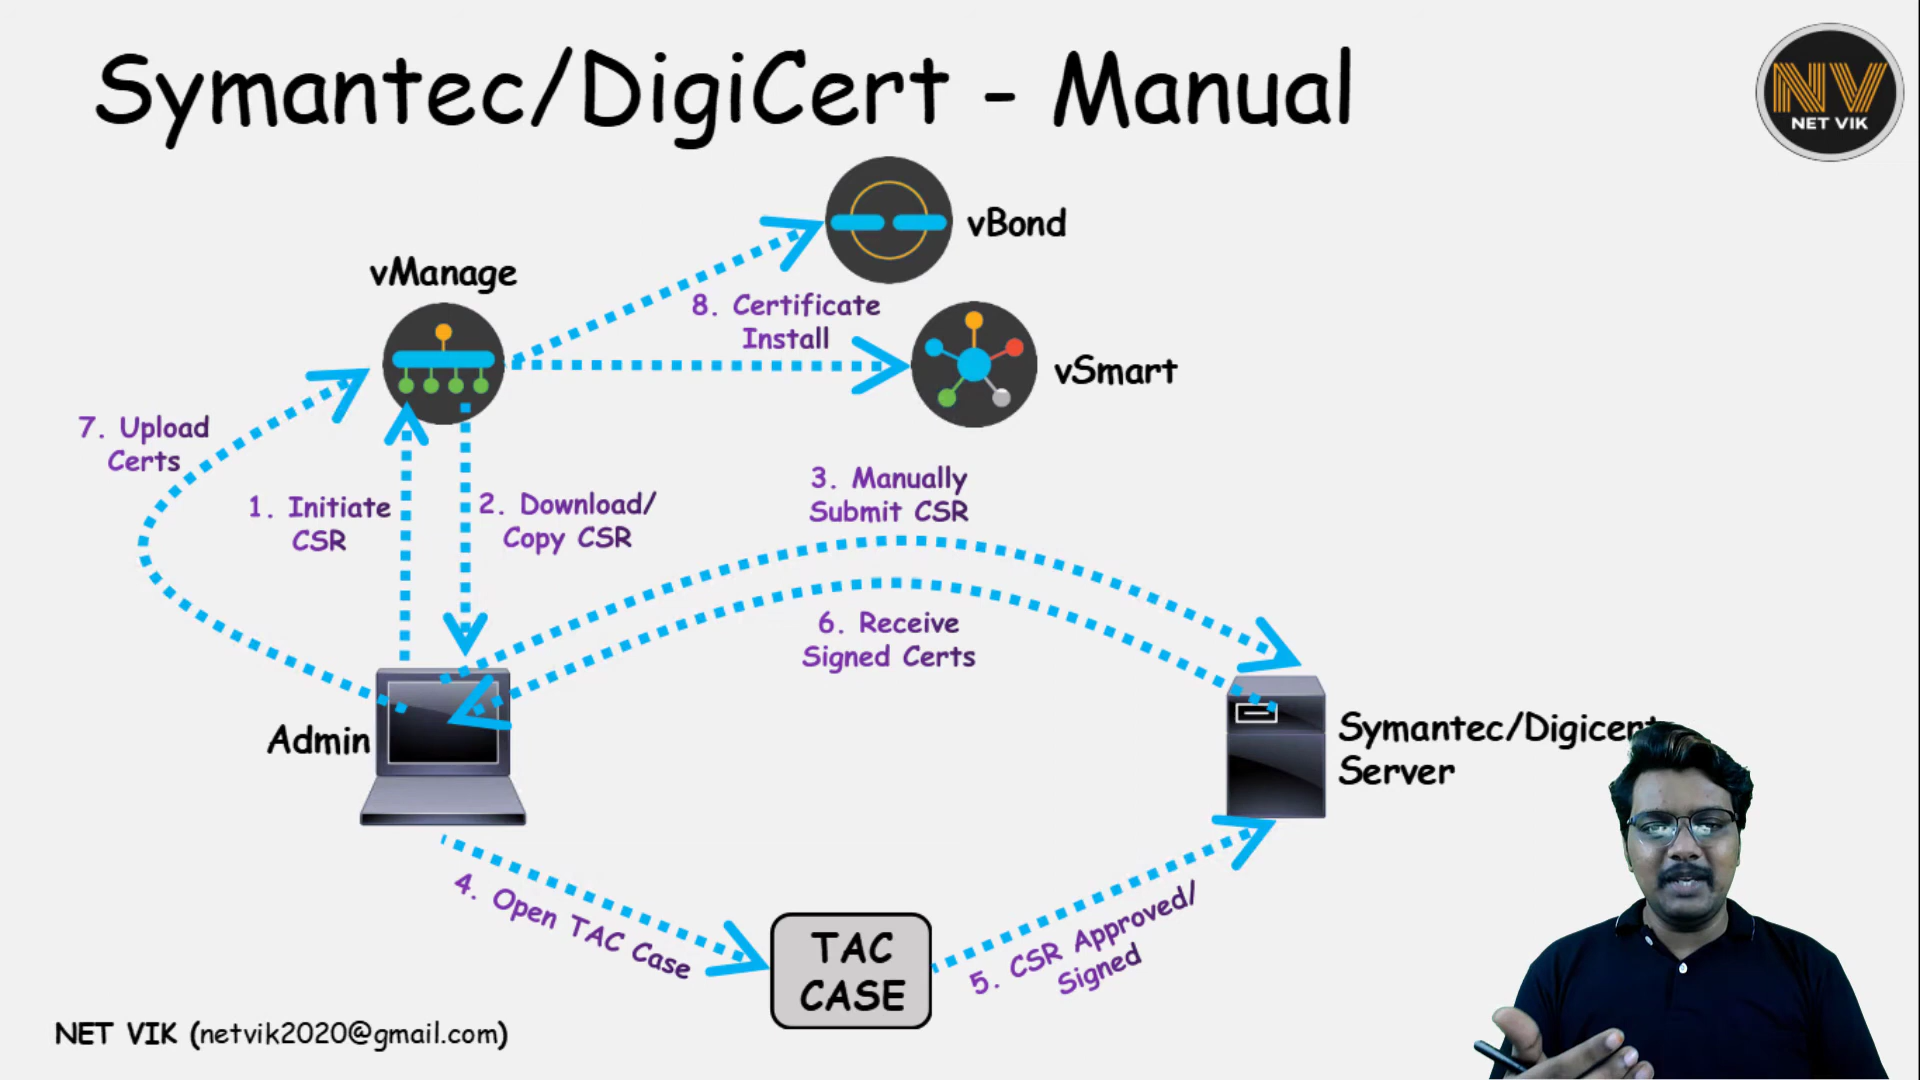 Symantec/DigiCert - Manual
NV
NET VIK
vBond
vManage
8. Certificate
Install
vSmart
7. Upload
Certs
1. Initiate
CSR
2. Download/
Copy CSR
3. Manually
Submit CSR
6. Receive
Signed Certs
Admin
Symantec/Digicert
Server
4. Open TAC Case
TAC
CASE
5. CSR Approved/
Signed
NET VIK (netvik2020@gmail.com)